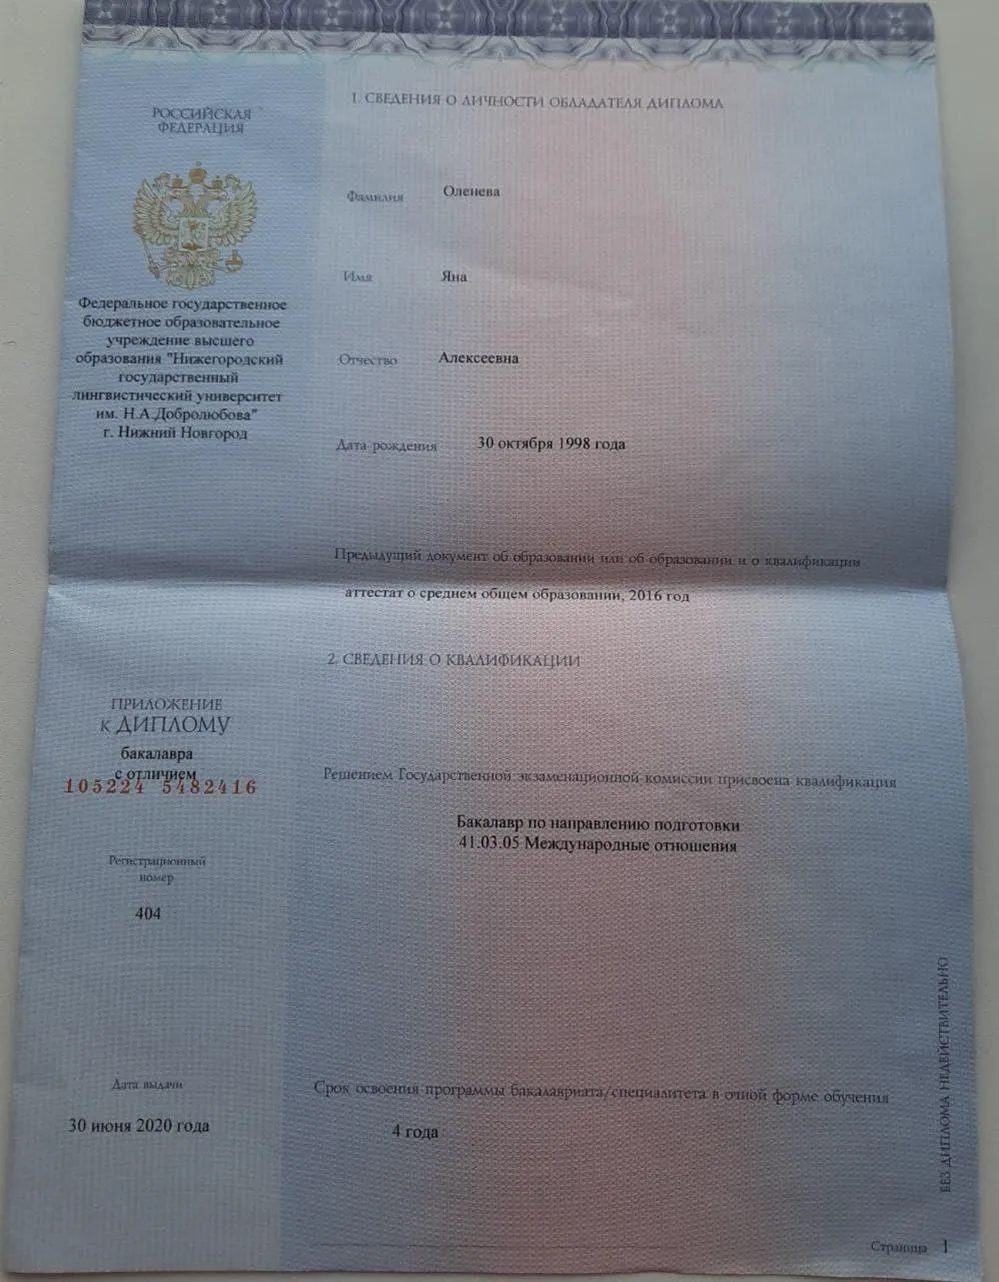 РОССИЙСКАЯ
ФЕДЕРАЦИЯ
Федеральное государственное
бюджетное образовательное
учреждение высшего
образования "Нижегородский
государственный
лингвистический университет
им. Н.А.Добролюбова"
г. Нижний Новгород
ПРИЛОЖЕНИЕ
к ДИПЛОМУ
бакалавра
с отличием
105224 5482416
Регистрационный
номер
404
Дата выдачи
30 июня 2020 года
1. СВЕДЕНИЯ О ЛИЧНОСТИ ОБЛАДАТЕЛЯ ДИПЛОМА
Фамилия Оленева
Имя Яна
Отчество Алексеевна
Дата рождения 30 октября 1998 года
Предыдущий документ об образовании или об образовании и о квалификации
аттестат о среднем общем образовании, 2016 год
2. СВЕДЕНИЯ О КВАЛИФИКАЦИИ
Решением Государственной экзаменационной комиссии присвоена квалификация
Бакалавр по направлению подготовки
41.03.05 Международные отношения
Срок освоения программы бакалавриата/специалитета в очной форме обучения
4 года
БЕЗ ДИПЛОМА НЕДЕЙСТВИТЕЛЬНО
Страница 1